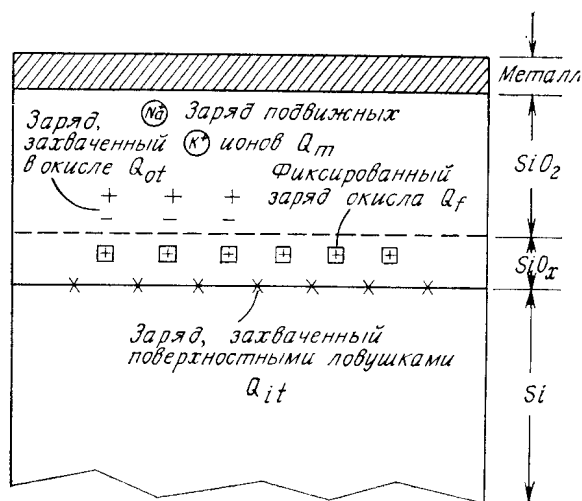 Металл
Заряд,
захваченный
в окисле Qot
Na+ Заряд подвижных
K+ ионов Qm
SiO2
+ + +
− − −
Фиксированный
заряд окисла Qf
+ + + + + +
SiOx
× × × × × × ×
Заряд, захваченный
поверхностными ловушками
Qit
Si